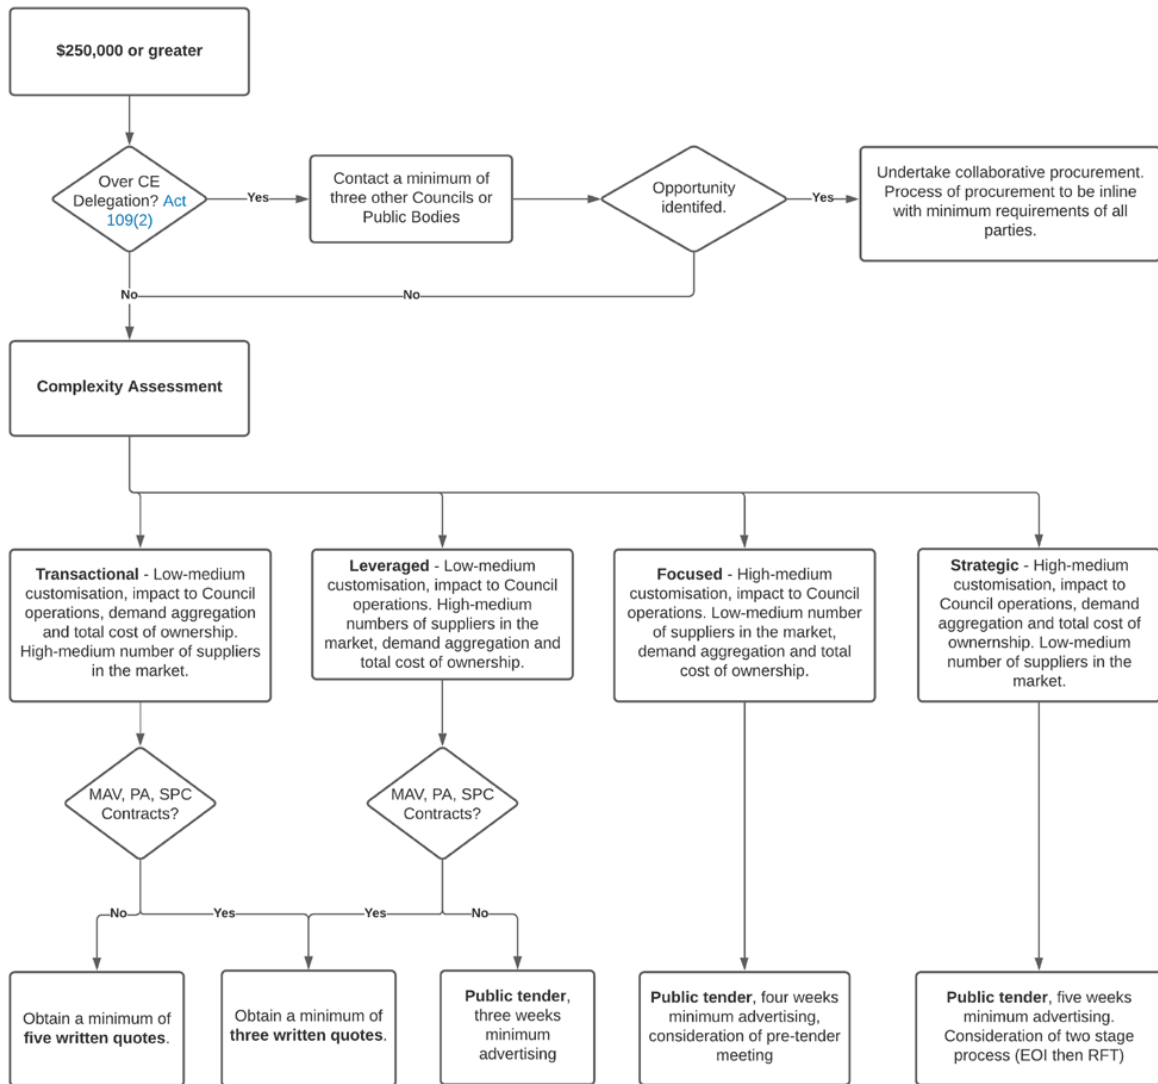 $250,000 or greater
Over CE
Delegation? Act
109(2)
Yes
Contact a minimum of
three other Councils or
Public Bodies
Opportunity
identifed.
Yes
Undertake collaborative procurement.
Process of procurement to be inline
with minimum requirements of all
parties.
No
No
Complexity Assessment
Transactional - Low-medium
customisation, impact to Council
operations, demand aggregation
and total cost of ownership.
High-medium number of suppliers
in the market.
Leveraged - Low-medium
customisation, impact to Council
operations. High-medium
numbers of suppliers in the
market, demand aggregation and
total cost of ownership.
Focused - High-medium
customisation, impact to Council
operations. Low-medium number
of suppliers in the market,
demand aggregation and total
cost of ownership.
Strategic - High-medium
customisation, impact to
Council operations, demand
aggregation and total cost of
ownernship. Low-medium
number of suppliers in the
market.
MAV, PA, SPC
Contracts?
MAV, PA, SPC
Contracts?
No
Yes
Yes
No
Obtain a minimum of
five written quotes.
Obtain a minimum of
three written quotes.
Public tender,
three weeks
minimum
advertising
Public tender, four weeks
minimum advertising,
consideration of pre-tender
meeting
Public tender, five weeks
minimum advertising.
Consideration of two stage
process (EOI then RFT)